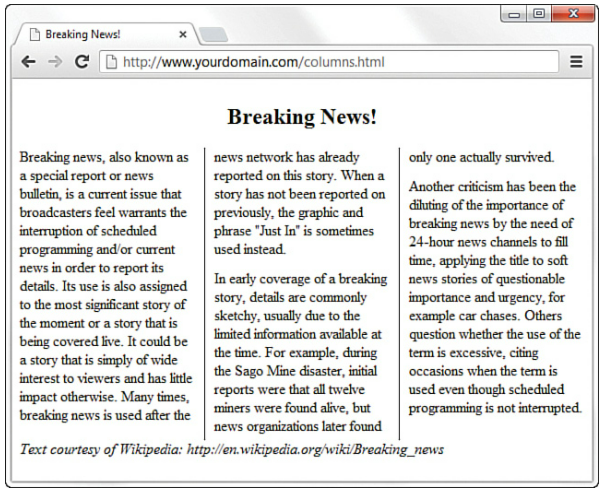 Breaking News!
http://www.yourdomain.com/columns.html
Breaking News!
Breaking news, also known as
a special report or news
bulletin, is a current issue that
broadcasters feel warrants the
interruption of scheduled
programming and/or current
news in order to report its
details. Its use is also assigned
to the most significant story of
the moment or a story that is
being covered live. It could be
a story that is simply of wide
interest to viewers and has little
impact otherwise. Many times,
breaking news is used after the
news network has already
reported on this story. When a
story has not been reported on
previously, the graphic and
phrase "Just In" is sometimes
used instead.
In early coverage of a breaking
story, details are commonly
sketchy, usually due to the
limited information available at
the time. For example, during
the Sago Mine disaster, initial
reports were that all twelve
miners were found alive, but
news organizations later found
only one actually survived.
Another criticism has been the
diluting of the importance of
breaking news by the need of
24-hour news channels to fill
time, applying the title to soft
news stories of questionable
importance and urgency, for
example car chases. Others
question whether the use of the
term is excessive, citing
occasions when the term is
used even though scheduled
programming is not interrupted.
Text courtesy of Wikipedia: http://en.wikipedia.org/wiki/Breaking_news